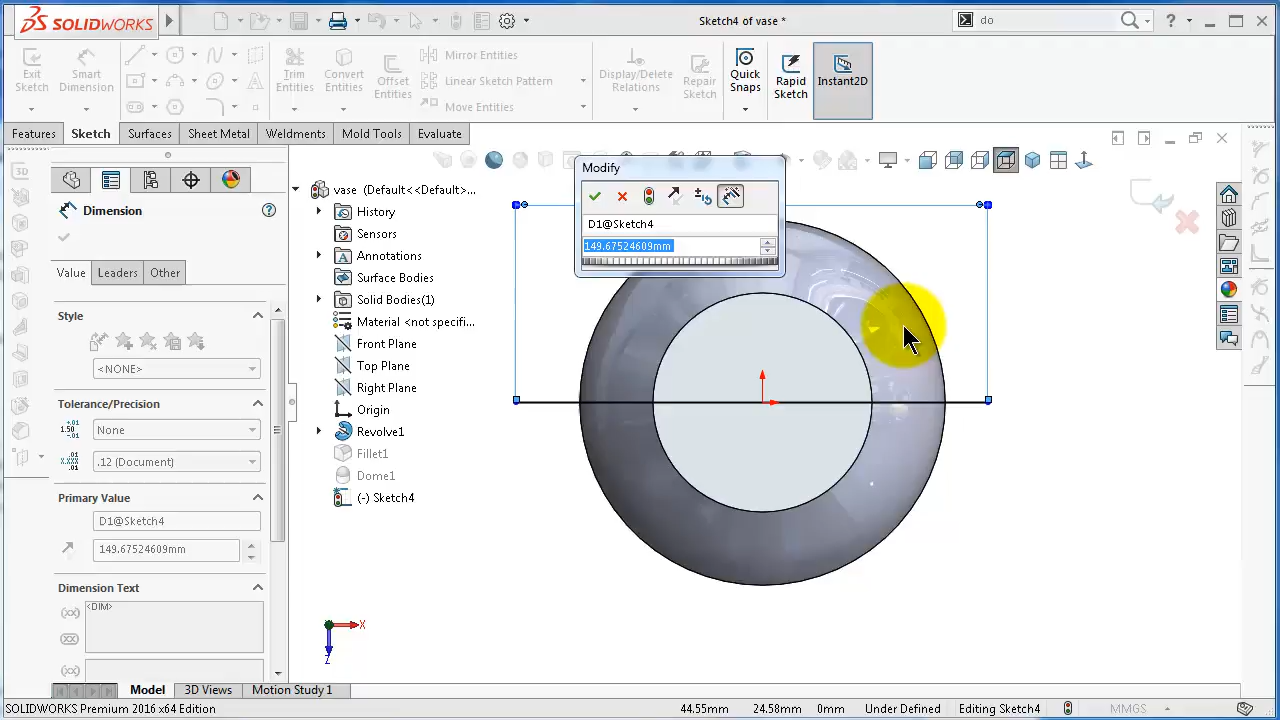 SOLIDWORKS
Sketch4 of vase *
do
Exit Sketch
Smart Dimension
Trim Entities
Convert Entities
Offset Entities
Mirror Entities
Linear Sketch Pattern
Move Entities
Display/Delete Relations
Repair Sketch
Quick Snaps
Rapid Sketch
Instant2D
Features
Sketch
Surfaces
Sheet Metal
Weldments
Mold Tools
Evaluate
Dimension
Value
Leaders
Other
Style
<NONE>
Tolerance/Precision
None
.12 (Document)
Primary Value
D1@Sketch4
149.67524609mm
Dimension Text
<DIM>
vase (Default<<Default>...
History
Sensors
Annotations
Surface Bodies
Solid Bodies(1)
Material <not specifi...
Front Plane
Top Plane
Right Plane
Origin
Revolve1
Fillet1
Dome1
(-) Sketch4
Modify
D1@Sketch4
149.67524609mm
X
Z
Model
3D Views
Motion Study 1
SOLIDWORKS Premium 2016 x64 Edition
44.55mm
24.58mm
0mm
Under Defined
Editing Sketch4
MMGS